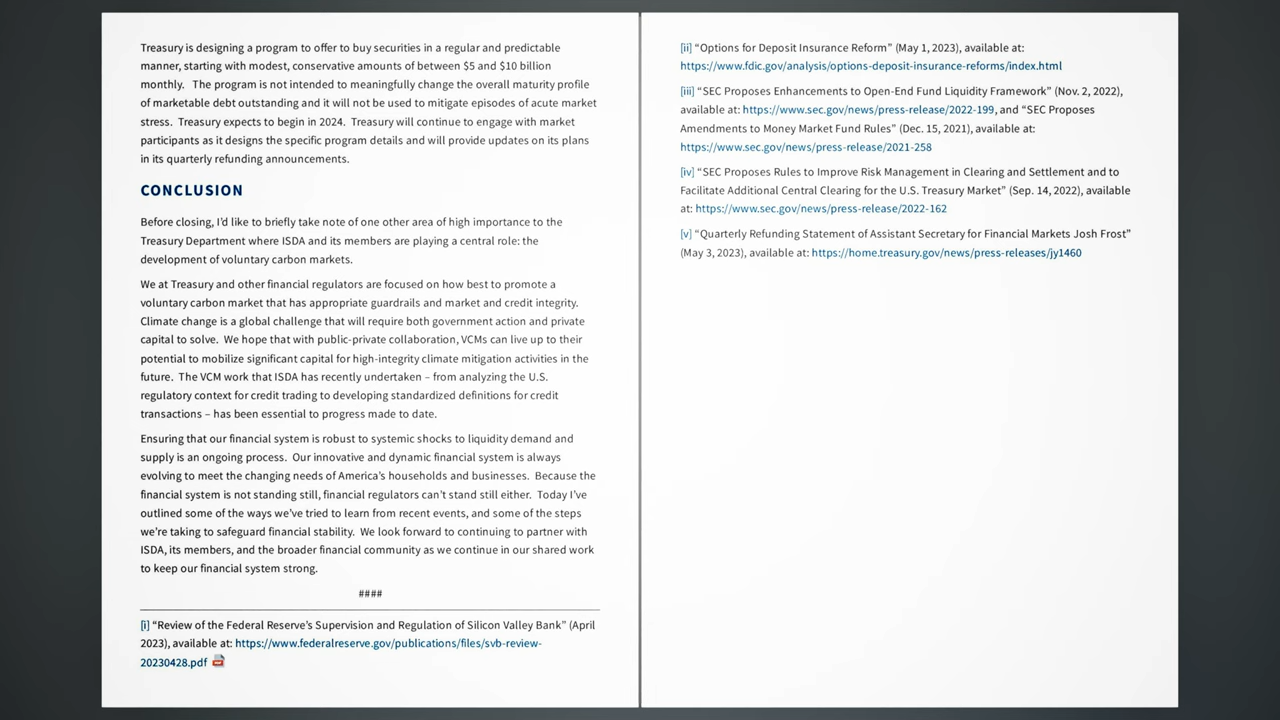 Treasury is designing a program to offer to buy securities in a regular and predictable
manner, starting with modest, conservative amounts of between $5 and $10 billion
monthly.   The program is not intended to meaningfully change the overall maturity profile
of marketable debt outstanding and it will not be used to mitigate episodes of acute market
stress.  Treasury expects to begin in 2024.  Treasury will continue to engage with market
participants as it designs the specific program details and will provide updates on its plans
in its quarterly refunding announcements.
CONCLUSION
Before closing, I’d like to briefly take note of one other area of high importance to the
Treasury Department where ISDA and its members are playing a central role: the
development of voluntary carbon markets.
We at Treasury and other financial regulators are focused on how best to promote a
voluntary carbon market that has appropriate guardrails and market and credit integrity.
Climate change is a global challenge that will require both government action and private
capital to solve.  We hope that with public-private collaboration, VCMs can live up to their
potential to mobilize significant capital for high-integrity climate mitigation activities in the
future.  The VCM work that ISDA has recently undertaken – from analyzing the U.S.
regulatory context for credit trading to developing standardized definitions for credit
transactions – has been essential to progress made to date.
Ensuring that our financial system is robust to systemic shocks to liquidity demand and
supply is an ongoing process.  Our innovative and dynamic financial system is always
evolving to meet the changing needs of America’s households and businesses.  Because the
financial system is not standing still, financial regulators can’t stand still either.  Today I’ve
outlined some of the ways we’ve tried to learn from recent events, and some of the steps
we’re taking to safeguard financial stability.  We look forward to continuing to partner with
ISDA, its members, and the broader financial community as we continue in our shared work
to keep our financial system strong.
####
[i] “Review of the Federal Reserve’s Supervision and Regulation of Silicon Valley Bank” (April
2023), available at: https://www.federalreserve.gov/publications/files/svb-review-
20230428.pdf
[ii] “Options for Deposit Insurance Reform” (May 1, 2023), available at:
https://www.fdic.gov/analysis/options-deposit-insurance-reforms/index.html
[iii] “SEC Proposes Enhancements to Open-End Fund Liquidity Framework” (Nov. 2, 2022),
available at: https://www.sec.gov/news/press-release/2022-199, and “SEC Proposes
Amendments to Money Market Fund Rules” (Dec. 15, 2021), available at:
https://www.sec.gov/news/press-release/2021-258
[iv] “SEC Proposes Rules to Improve Risk Management in Clearing and Settlement and to
Facilitate Additional Central Clearing for the U.S. Treasury Market” (Sep. 14, 2022), available
at: https://www.sec.gov/news/press-release/2022-162
[v] “Quarterly Refunding Statement of Assistant Secretary for Financial Markets Josh Frost”
(May 3, 2023), available at: https://home.treasury.gov/news/press-releases/jy1460